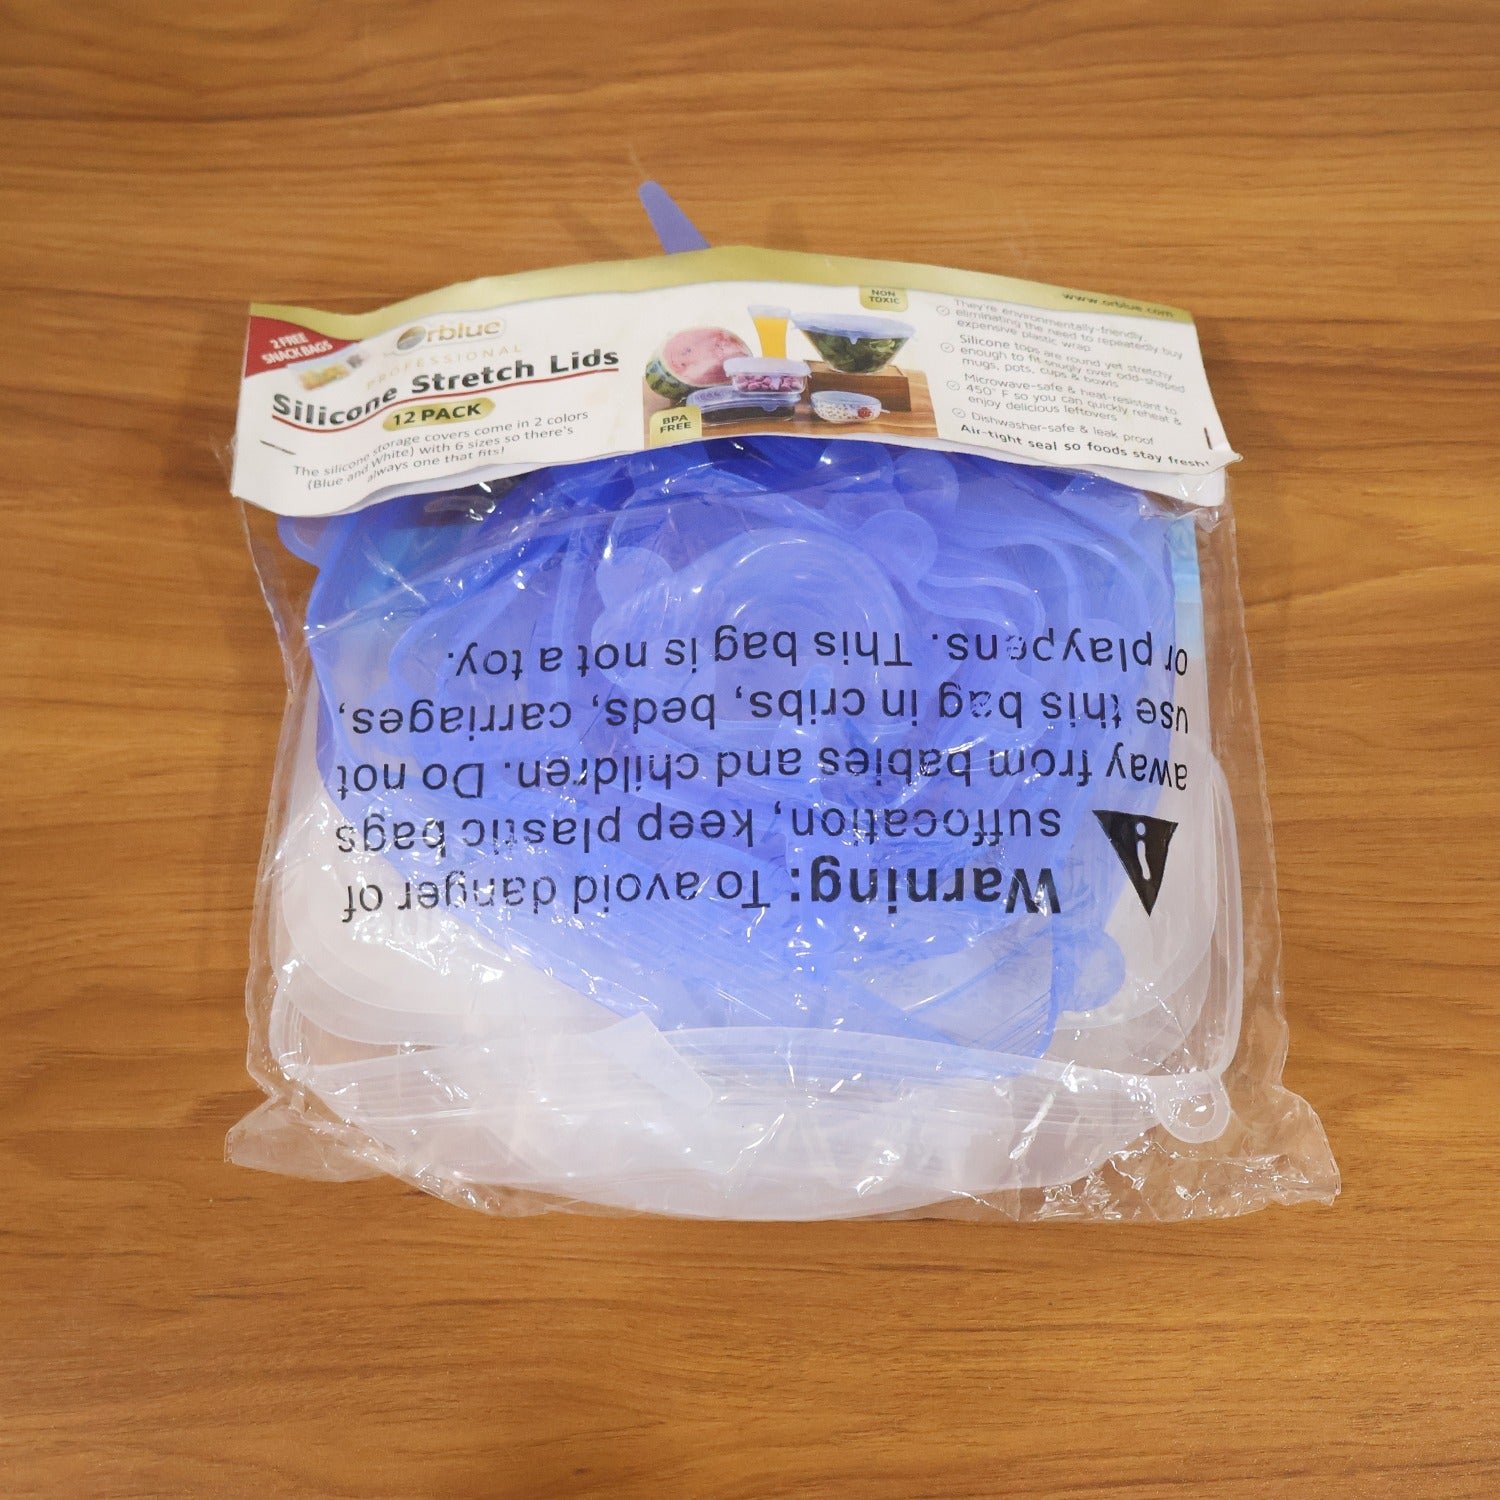 2 FREE
SNACK BAGS
Orblue
PROFESSIONAL
Silicone Stretch Lids
12 PACK
The silicone storage covers come in 2 colors
(Blue and White) with 6 sizes so there's
always one that fits!
BPA
FREE
NON
TOXIC
www.orblue.com
They're environmentally-friendly,
eliminating the need to repeatedly buy
expensive plastic wrap
Silicone tops are round yet stretchy
enough to fit snugly over odd-shaped
mugs, pots, cups & bowls
Microwave-safe & heat-resistant to
450° F so you can quickly reheat &
enjoy delicious leftovers
Dishwasher-safe & leak proof
Air-tight seal so foods stay fresh!
Warning: To avoid danger of
suffocation, keep plastic bags
away from babies and children. Do not
use this bag in cribs, beds, carriages,
or playpens. This bag is not a toy.